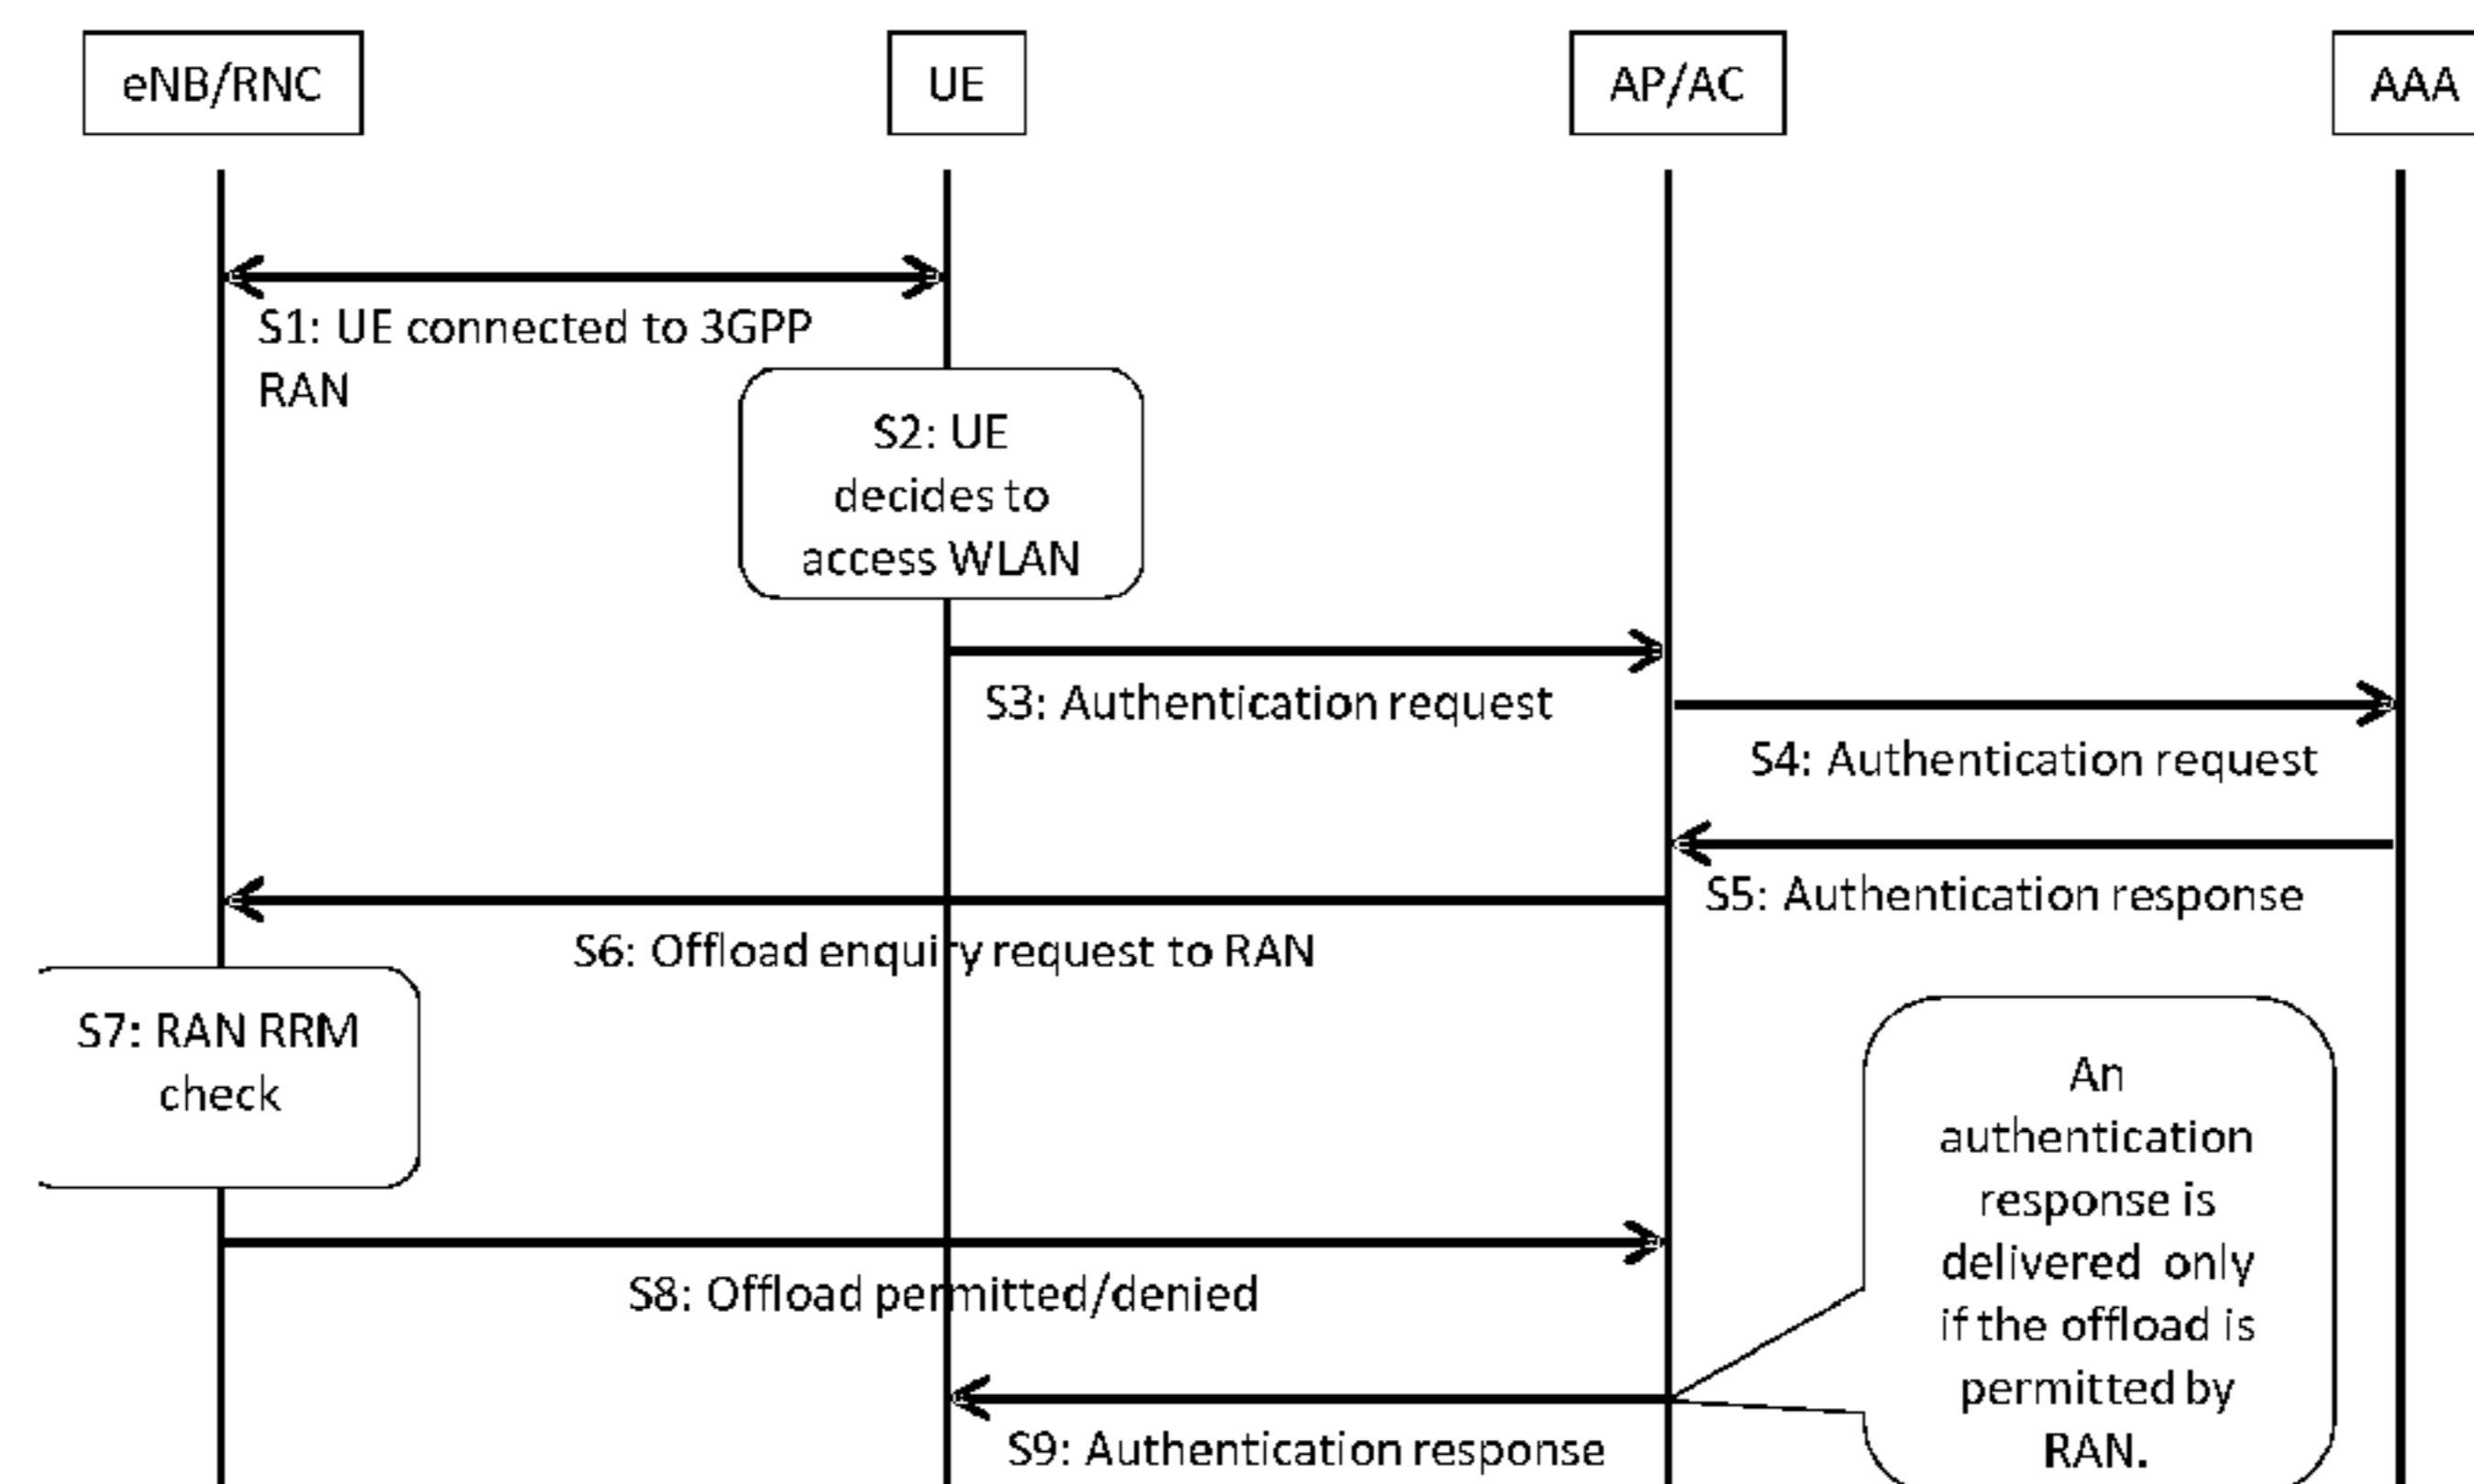 eNB/RNC
UE
AP/AC
AAA
S1: UE connected to 3GPP
RAN
S2: UE
decides to
access WLAN
S3: Authentication request
S4: Authentication request
S5: Authentication response
S6: Offload enquiry request to RAN
S7: RAN RRM
check
S8: Offload permitted/denied
An
authentication
response is
delivered only
if the offload is
permitted by
RAN.
S9: Authentication response